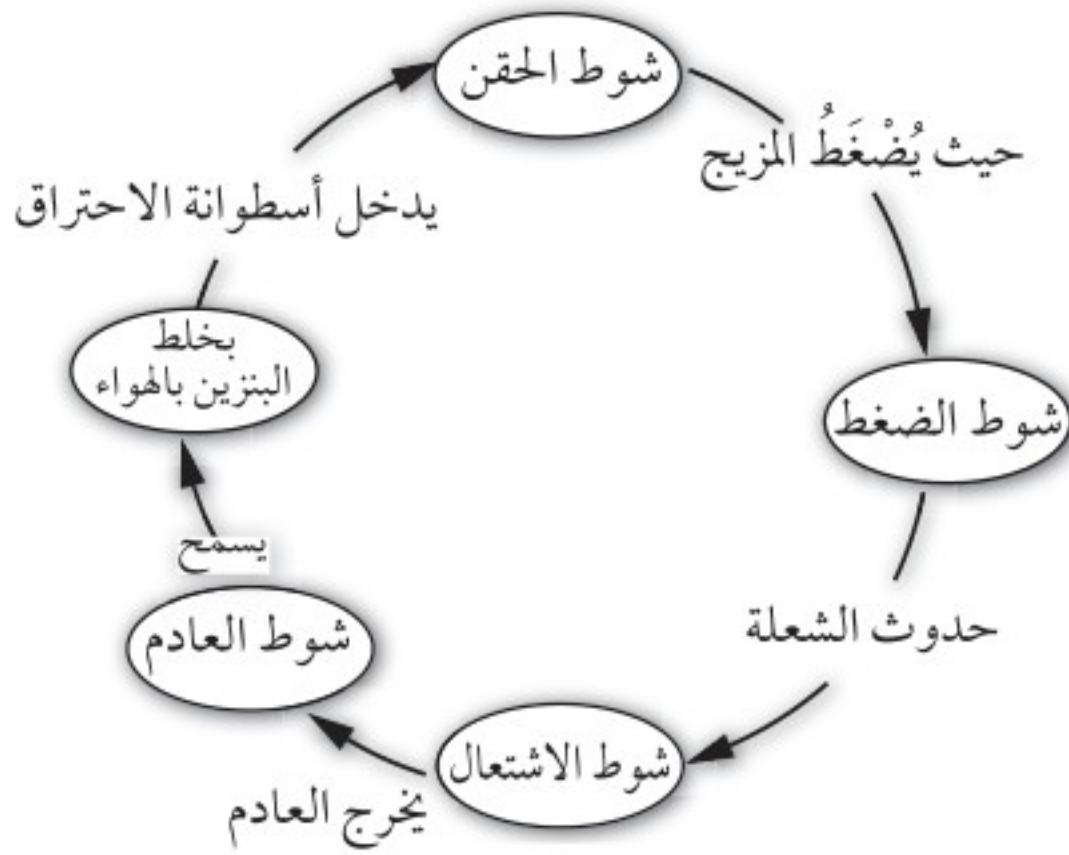 شوط الحقن
حيث يُضْغَطُ المزيج
شوط الضغط
حدوث الشعلة
شوط الاشتعال
يخرج العادم
شوط العادم
يسمح
بخلط
البنزين بالهواء
يدخل أسطوانة الاحتراق